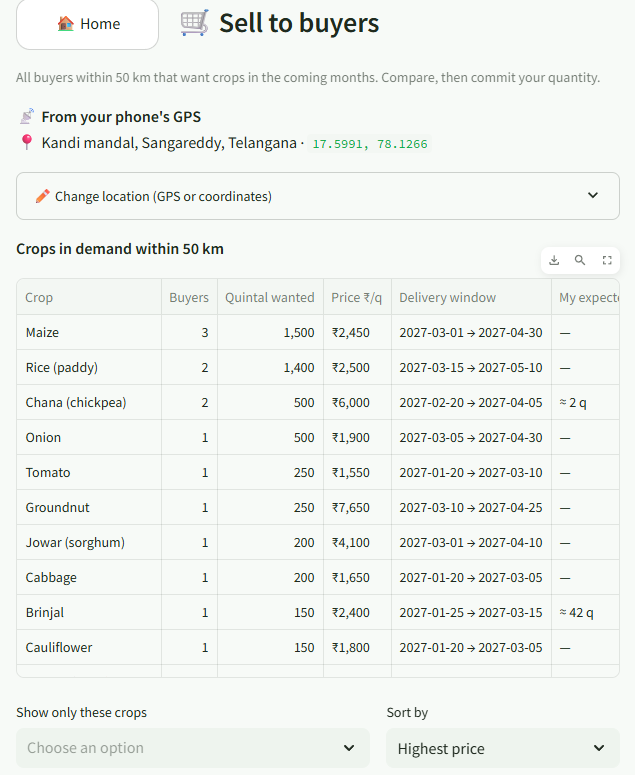 Home
Sell to buyers
All buyers within 50 km that want crops in the coming months. Compare, then commit your quantity.
From your phone's GPS
Kandi mandal, Sangareddy, Telangana · 17.5991, 78.1266
Change location (GPS or coordinates)
Crops in demand within 50 km
Crop Buyers Quintal wanted Price ₹/q Delivery window My expecte
Maize 3 1,500 ₹2,450 2027-03-01 → 2027-04-30 —
Rice (paddy) 2 1,400 ₹2,500 2027-03-15 → 2027-05-10 —
Chana (chickpea) 2 500 ₹6,000 2027-02-20 → 2027-04-05 ≈ 2 q
Onion 1 500 ₹1,900 2027-03-05 → 2027-04-30 —
Tomato 1 250 ₹1,550 2027-01-20 → 2027-03-10 —
Groundnut 1 250 ₹7,650 2027-03-10 → 2027-04-25 —
Jowar (sorghum) 1 200 ₹4,100 2027-03-01 → 2027-04-10 —
Cabbage 1 200 ₹1,650 2027-01-20 → 2027-03-05 —
Brinjal 1 150 ₹2,400 2027-01-25 → 2027-03-15 ≈ 42 q
Cauliflower 1 150 ₹1,800 2027-01-20 → 2027-03-05 —
Show only these crops Sort by
Choose an option Highest price